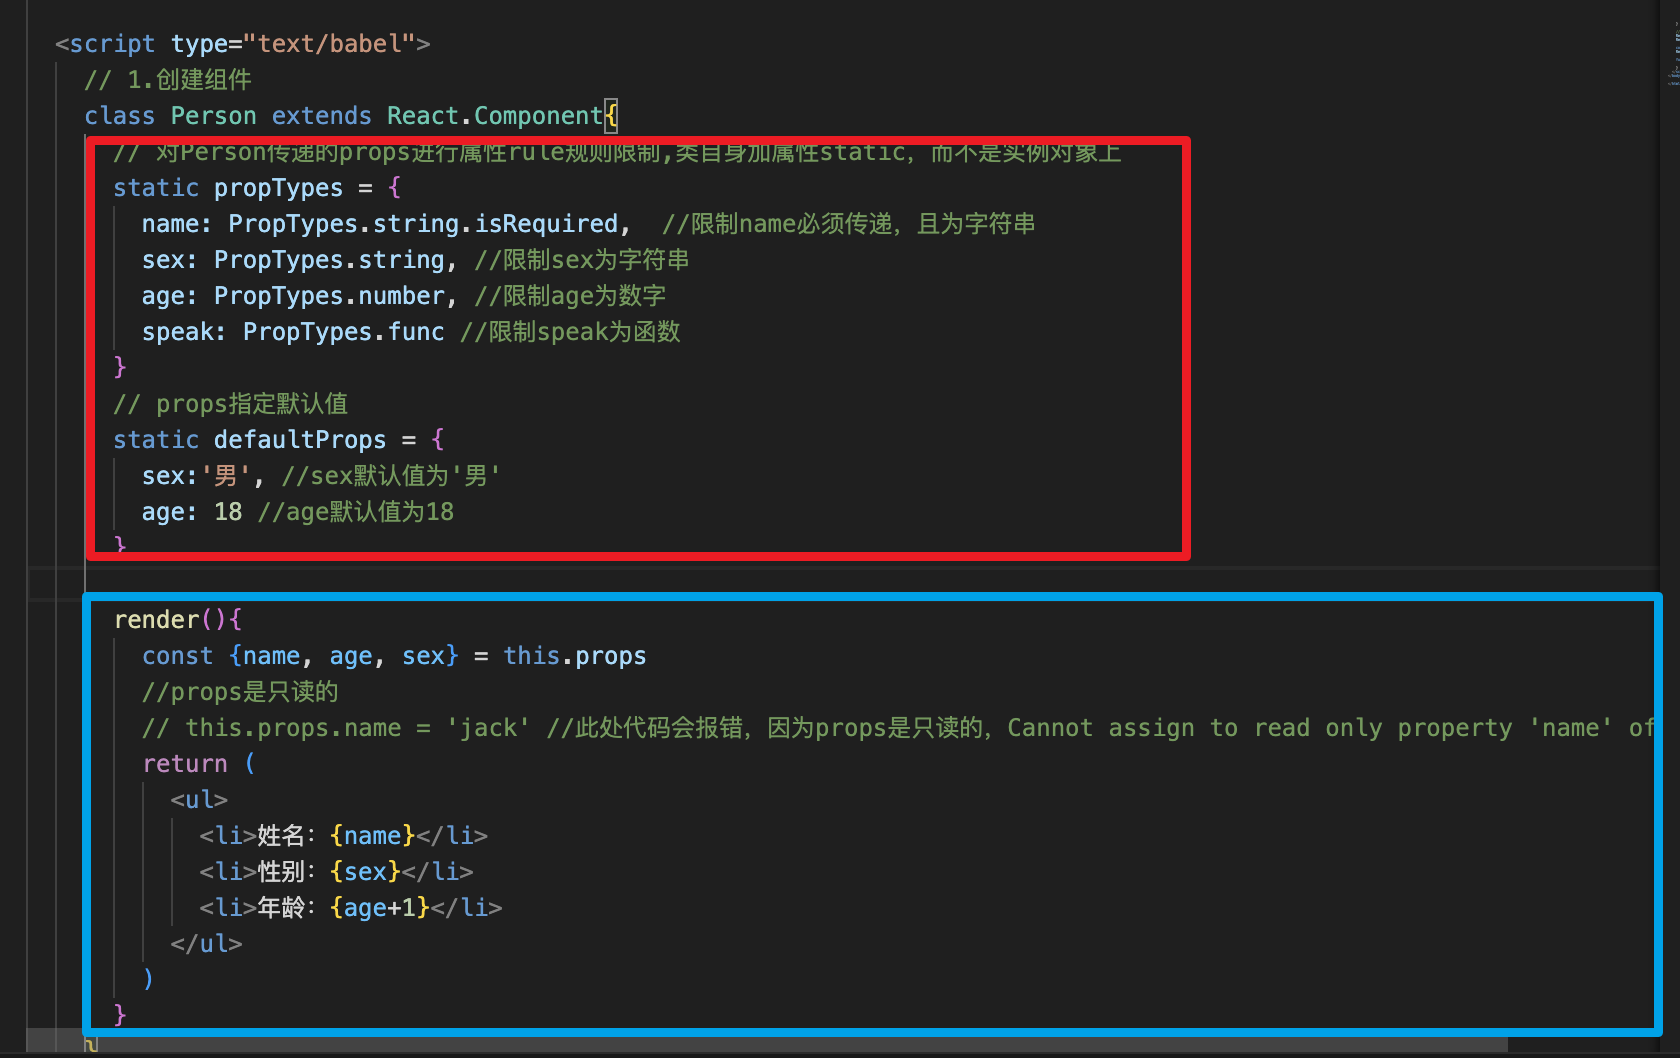 <script type="text/babel">
// 1.创建组件
class Person extends React.Component{
// 对Person传递的props进行属性rule规则限制,类自身加属性static，而不是实例对象上
static propTypes = {
name: PropTypes.string.isRequired,  //限制name必须传递，且为字符串
sex: PropTypes.string, //限制sex为字符串
age: PropTypes.number, //限制age为数字
speak: PropTypes.func //限制speak为函数
}
// props指定默认值
static defaultProps = {
sex:'男', //sex默认值为'男'
age: 18 //age默认值为18
}
render(){
const {name, age, sex} = this.props
//props是只读的
// this.props.name = 'jack' //此处代码会报错，因为props是只读的，Cannot assign to read only property 'name' of
return (
<ul>
<li>姓名：{name}</li>
<li>性别：{sex}</li>
<li>年龄：{age+1}</li>
</ul>
)
}
}